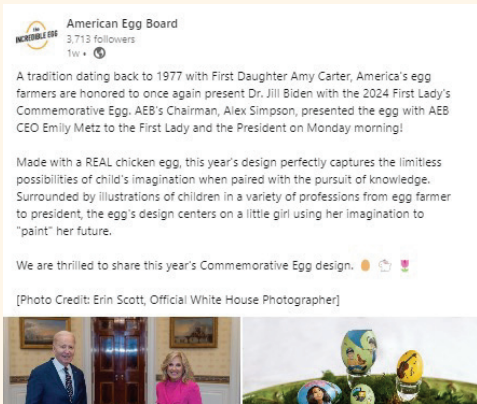 the
INCREDIBLE EGG
American Egg Board
3,713 followers
1w •
A tradition dating back to 1977 with First Daughter Amy Carter, America's egg
farmers are honored to once again present Dr. Jill Biden with the 2024 First Lady's
Commemorative Egg. AEB's Chairman, Alex Simpson, presented the egg with AEB
CEO Emily Metz to the First Lady and the President on Monday morning!
Made with a REAL chicken egg, this year's design perfectly captures the limitless
possibilities of child's imagination when paired with the pursuit of knowledge.
Surrounded by illustrations of children in a variety of professions from egg farmer
to president, the egg's design centers on a little girl using her imagination to
"paint" her future.
We are thrilled to share this year's Commemorative Egg design.
[Photo Credit: Erin Scott, Official White House Photographer]